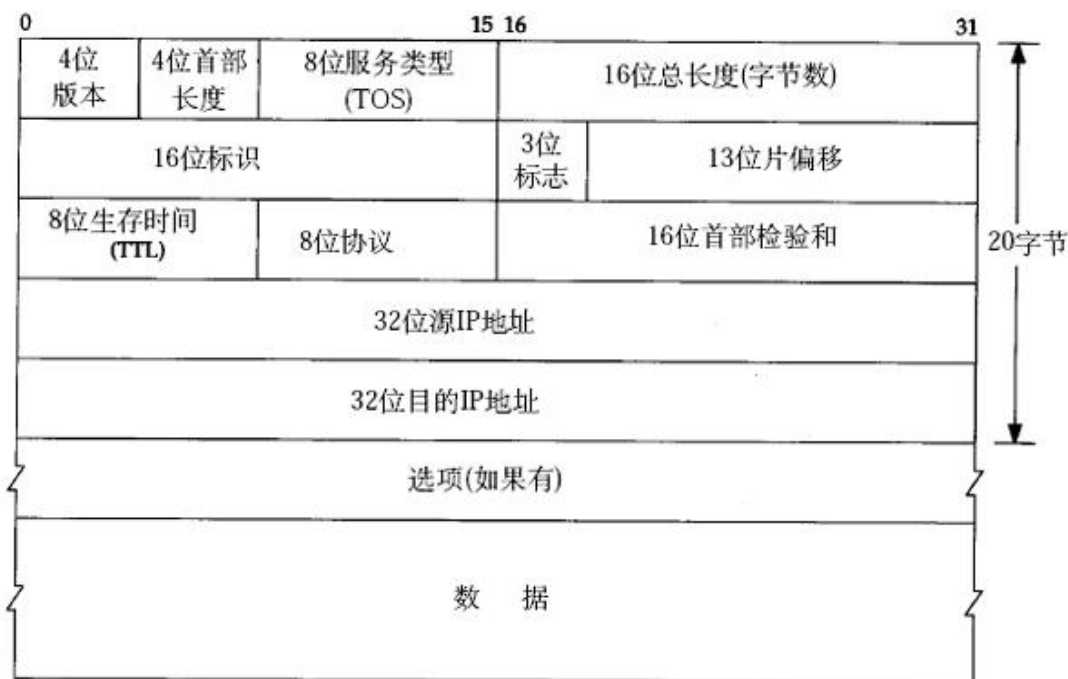 0 15 16 31
4位版本 4位首部长度 8位服务类型(TOS) 16位总长度(字节数)
16位标识 3位标志 13位片偏移
8位生存时间(TTL) 8位协议 16位首部检验和 20字节
32位源IP地址
32位目的IP地址
选项(如果有)
数 据